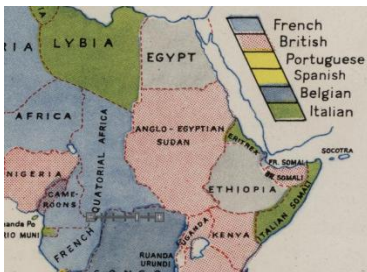 French
British
Portuguese
Spanish
Belgian
Italian
RIA
LYBIA
EGYPT
AFRICA
EQUATORIAL AFRICA
ANGLO-EGYPTIAN
SUDAN
ERITREA
FR. SOMALI
BR. SOMALI
SOCOTRA
NIGERIA
CAME-
ROONS
ETHIOPIA
ITALIAN SOMALI
UGANDA
KENYA
RIO MUNI
FRENCH
RUANDA
URUNDI